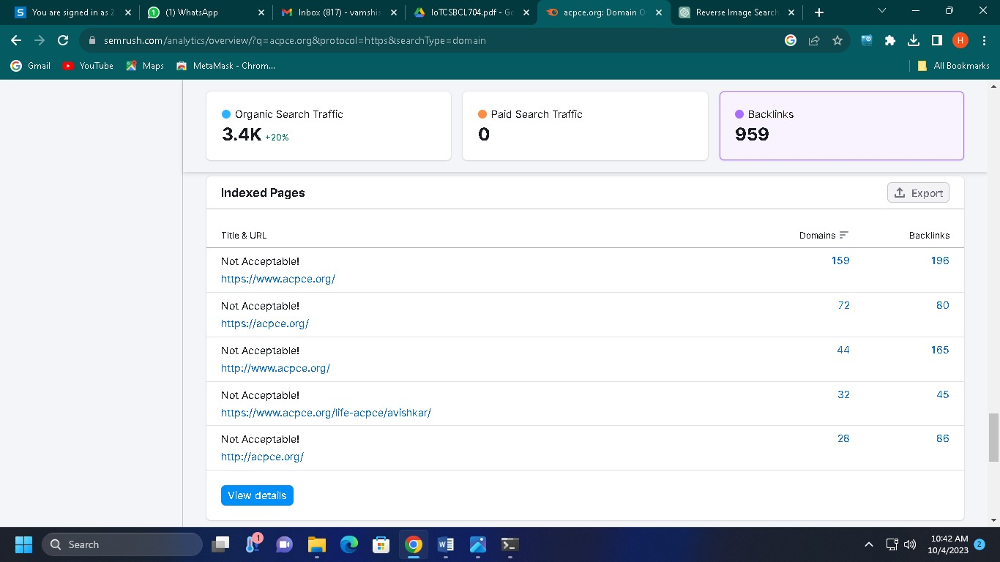 You are signed in as 2
(1) WhatsApp
Inbox (817) - vamshis
IoTCSBCL704.pdf - Go
acpce.org: Domain O
Reverse Image Search
semrush.com/analytics/overview/?q=acpce.org&protocol=https&searchType=domain
H
Gmail
YouTube
Maps
MetaMask - Chrom...
All Bookmarks
Organic Search Traffic
3.4K +20%
Paid Search Traffic
0
Backlinks
959
Indexed Pages
Export
Title & URL Domains Backlinks
Not Acceptable! 159 196
https://www.acpce.org/
Not Acceptable! 72 80
https://acpce.org/
Not Acceptable! 44 165
http://www.acpce.org/
Not Acceptable! 32 45
https://www.acpce.org/life-acpce/avishkar/
Not Acceptable! 28 86
http://acpce.org/
View details
Search
1
10:42 AM
10/4/2023
2